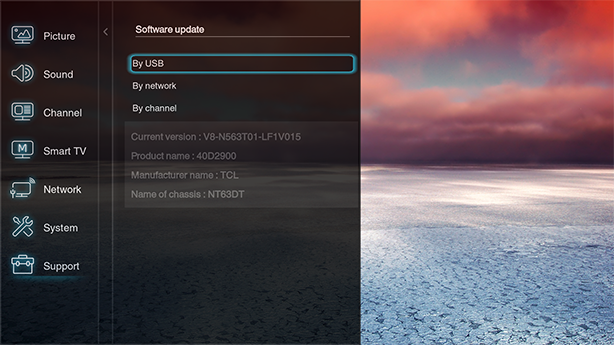 Picture
Sound
Channel
M
Smart TV
Network
System
Support
Software update
By USB
By network
By channel
Current version : V8-N563T01-LF1V015
Product name : 40D2900
Manufacturer name : TCL
Name of chassis : NT63DT